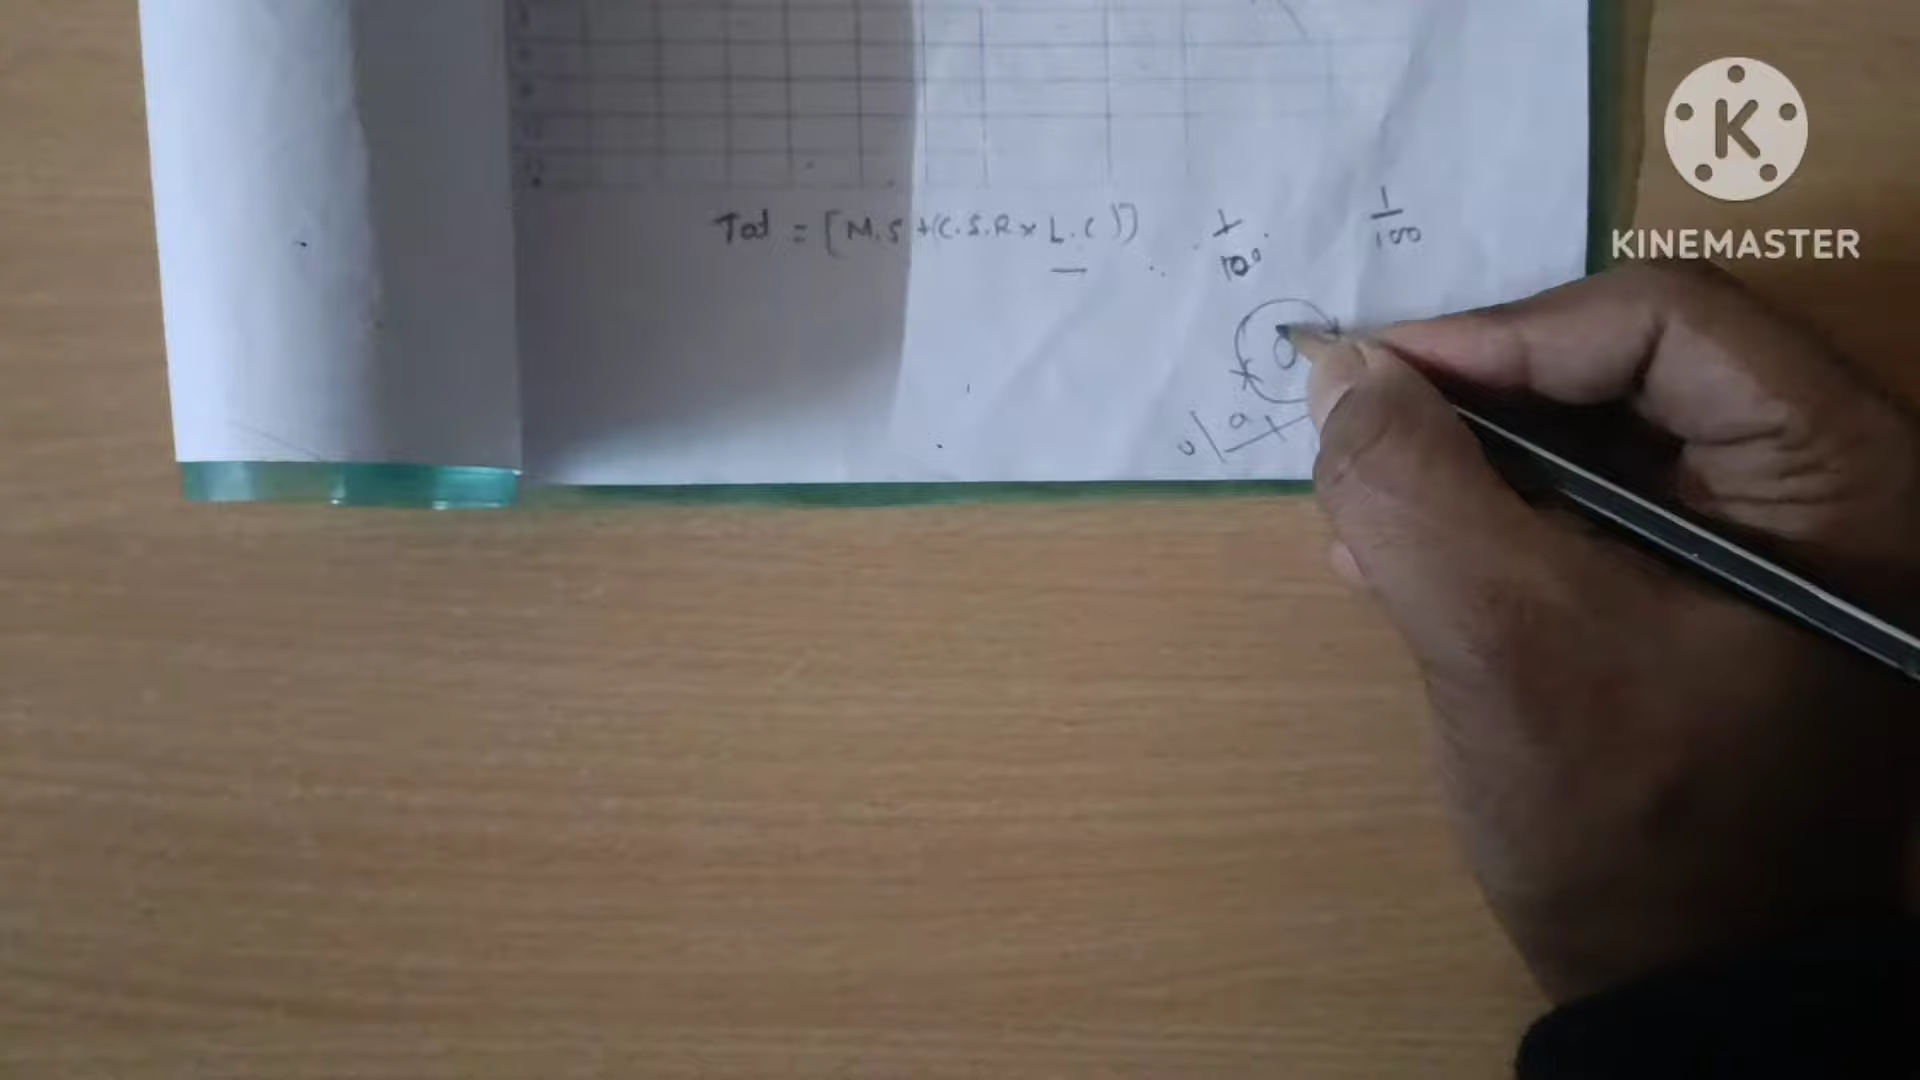 Tot = [M.S + (C.S.R × L.C)]
1/100
1/100
a
K
KINEMASTER